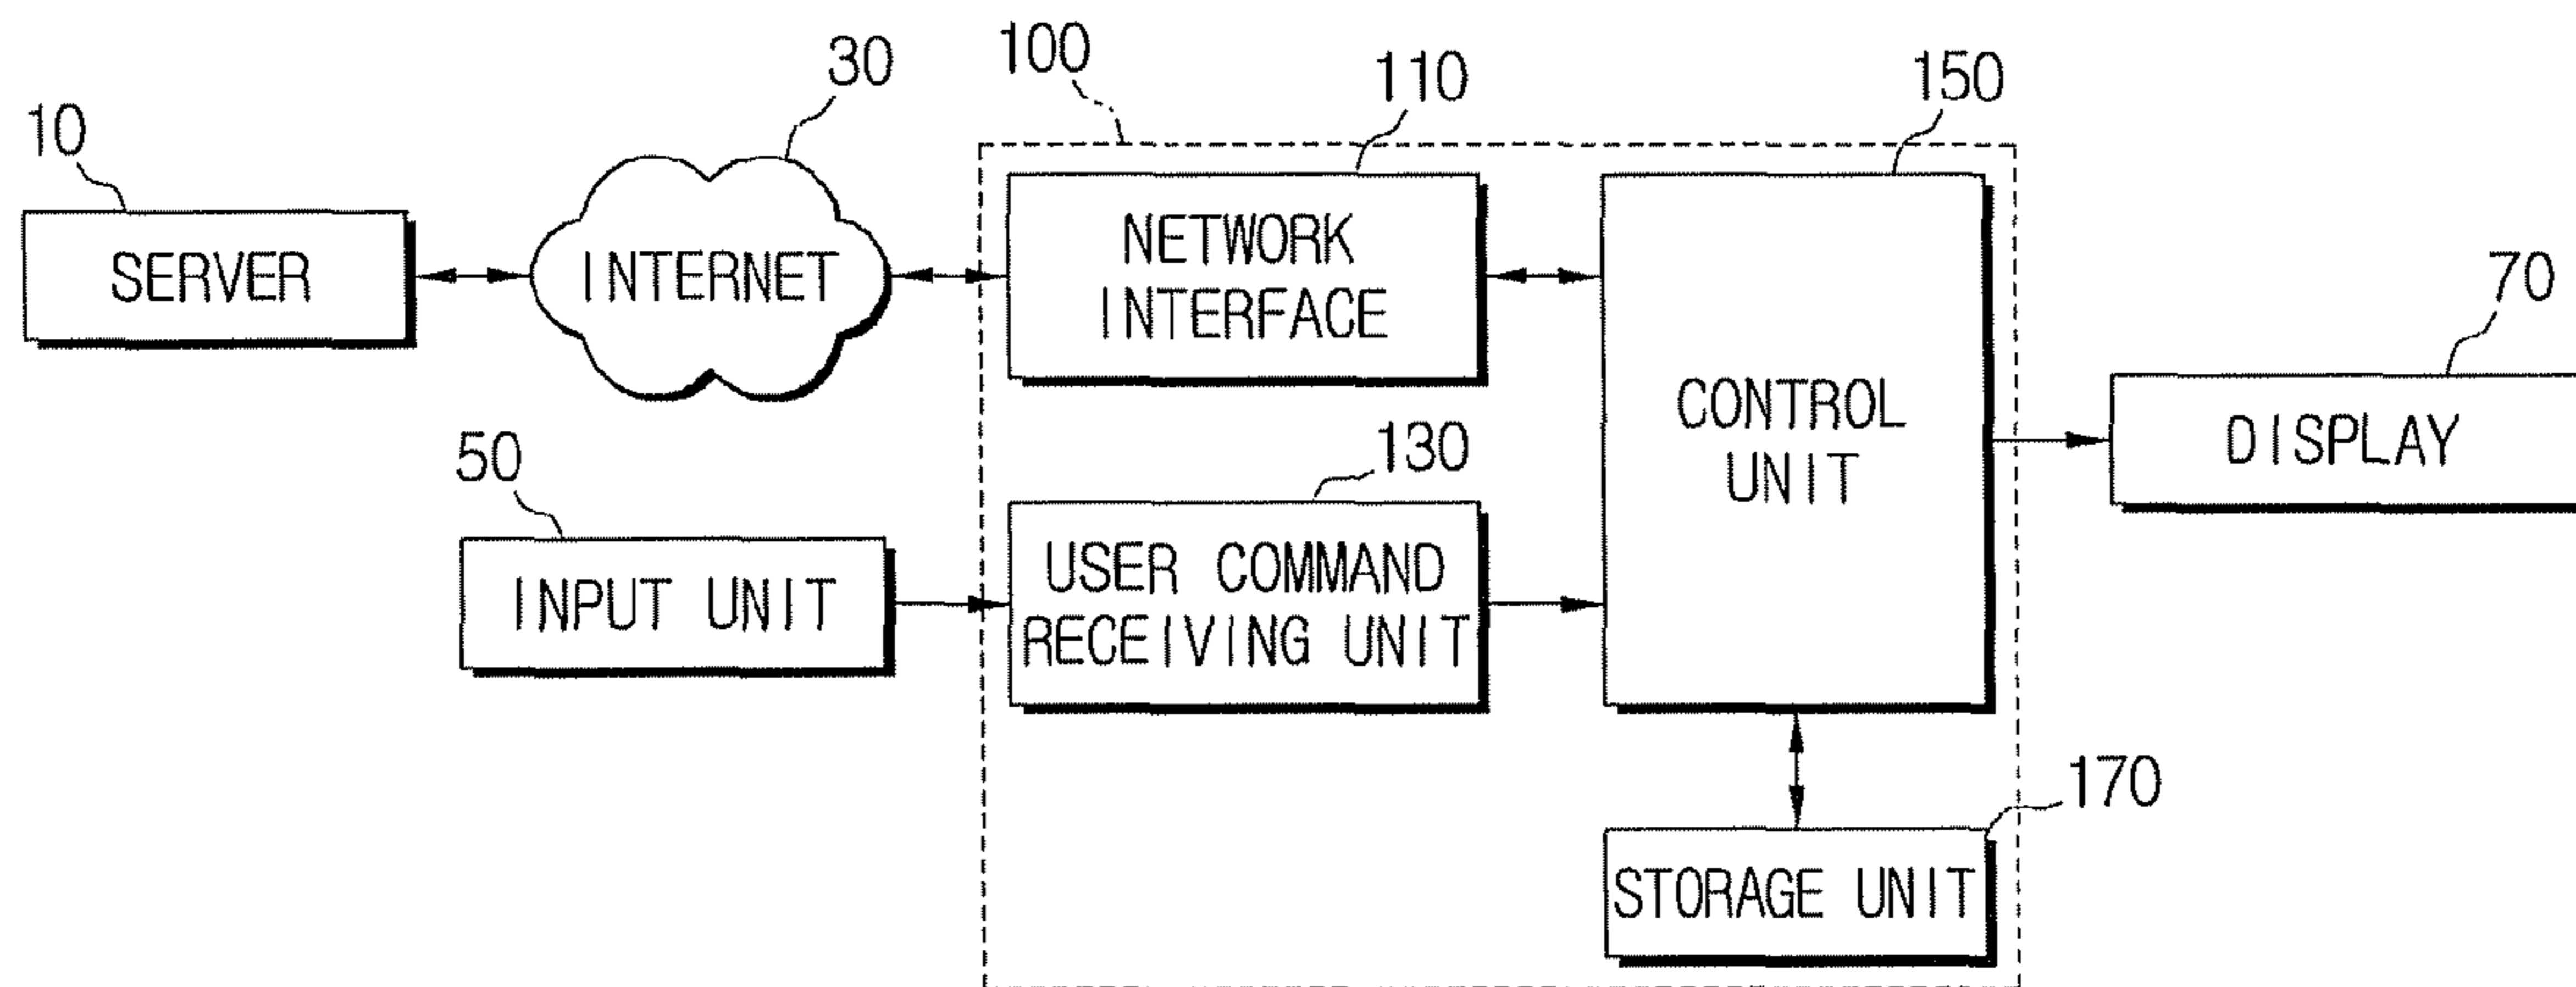 10
30
100
110
150
SERVER
INTERNET
NETWORK
INTERFACE
CONTROL
UNIT
70
DISPLAY
50
130
INPUT UNIT
USER COMMAND
RECEIVING UNIT
170
STORAGE UNIT